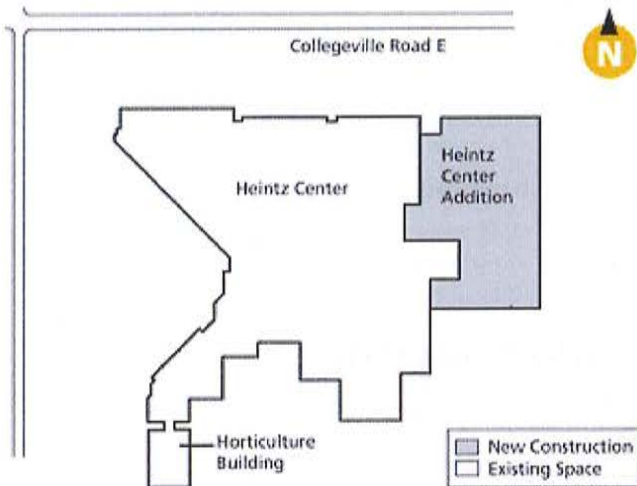 Collegeville Road E
N
Heintz Center
Heintz
Center
Addition
Horticulture
Building
New Construction
Existing Space